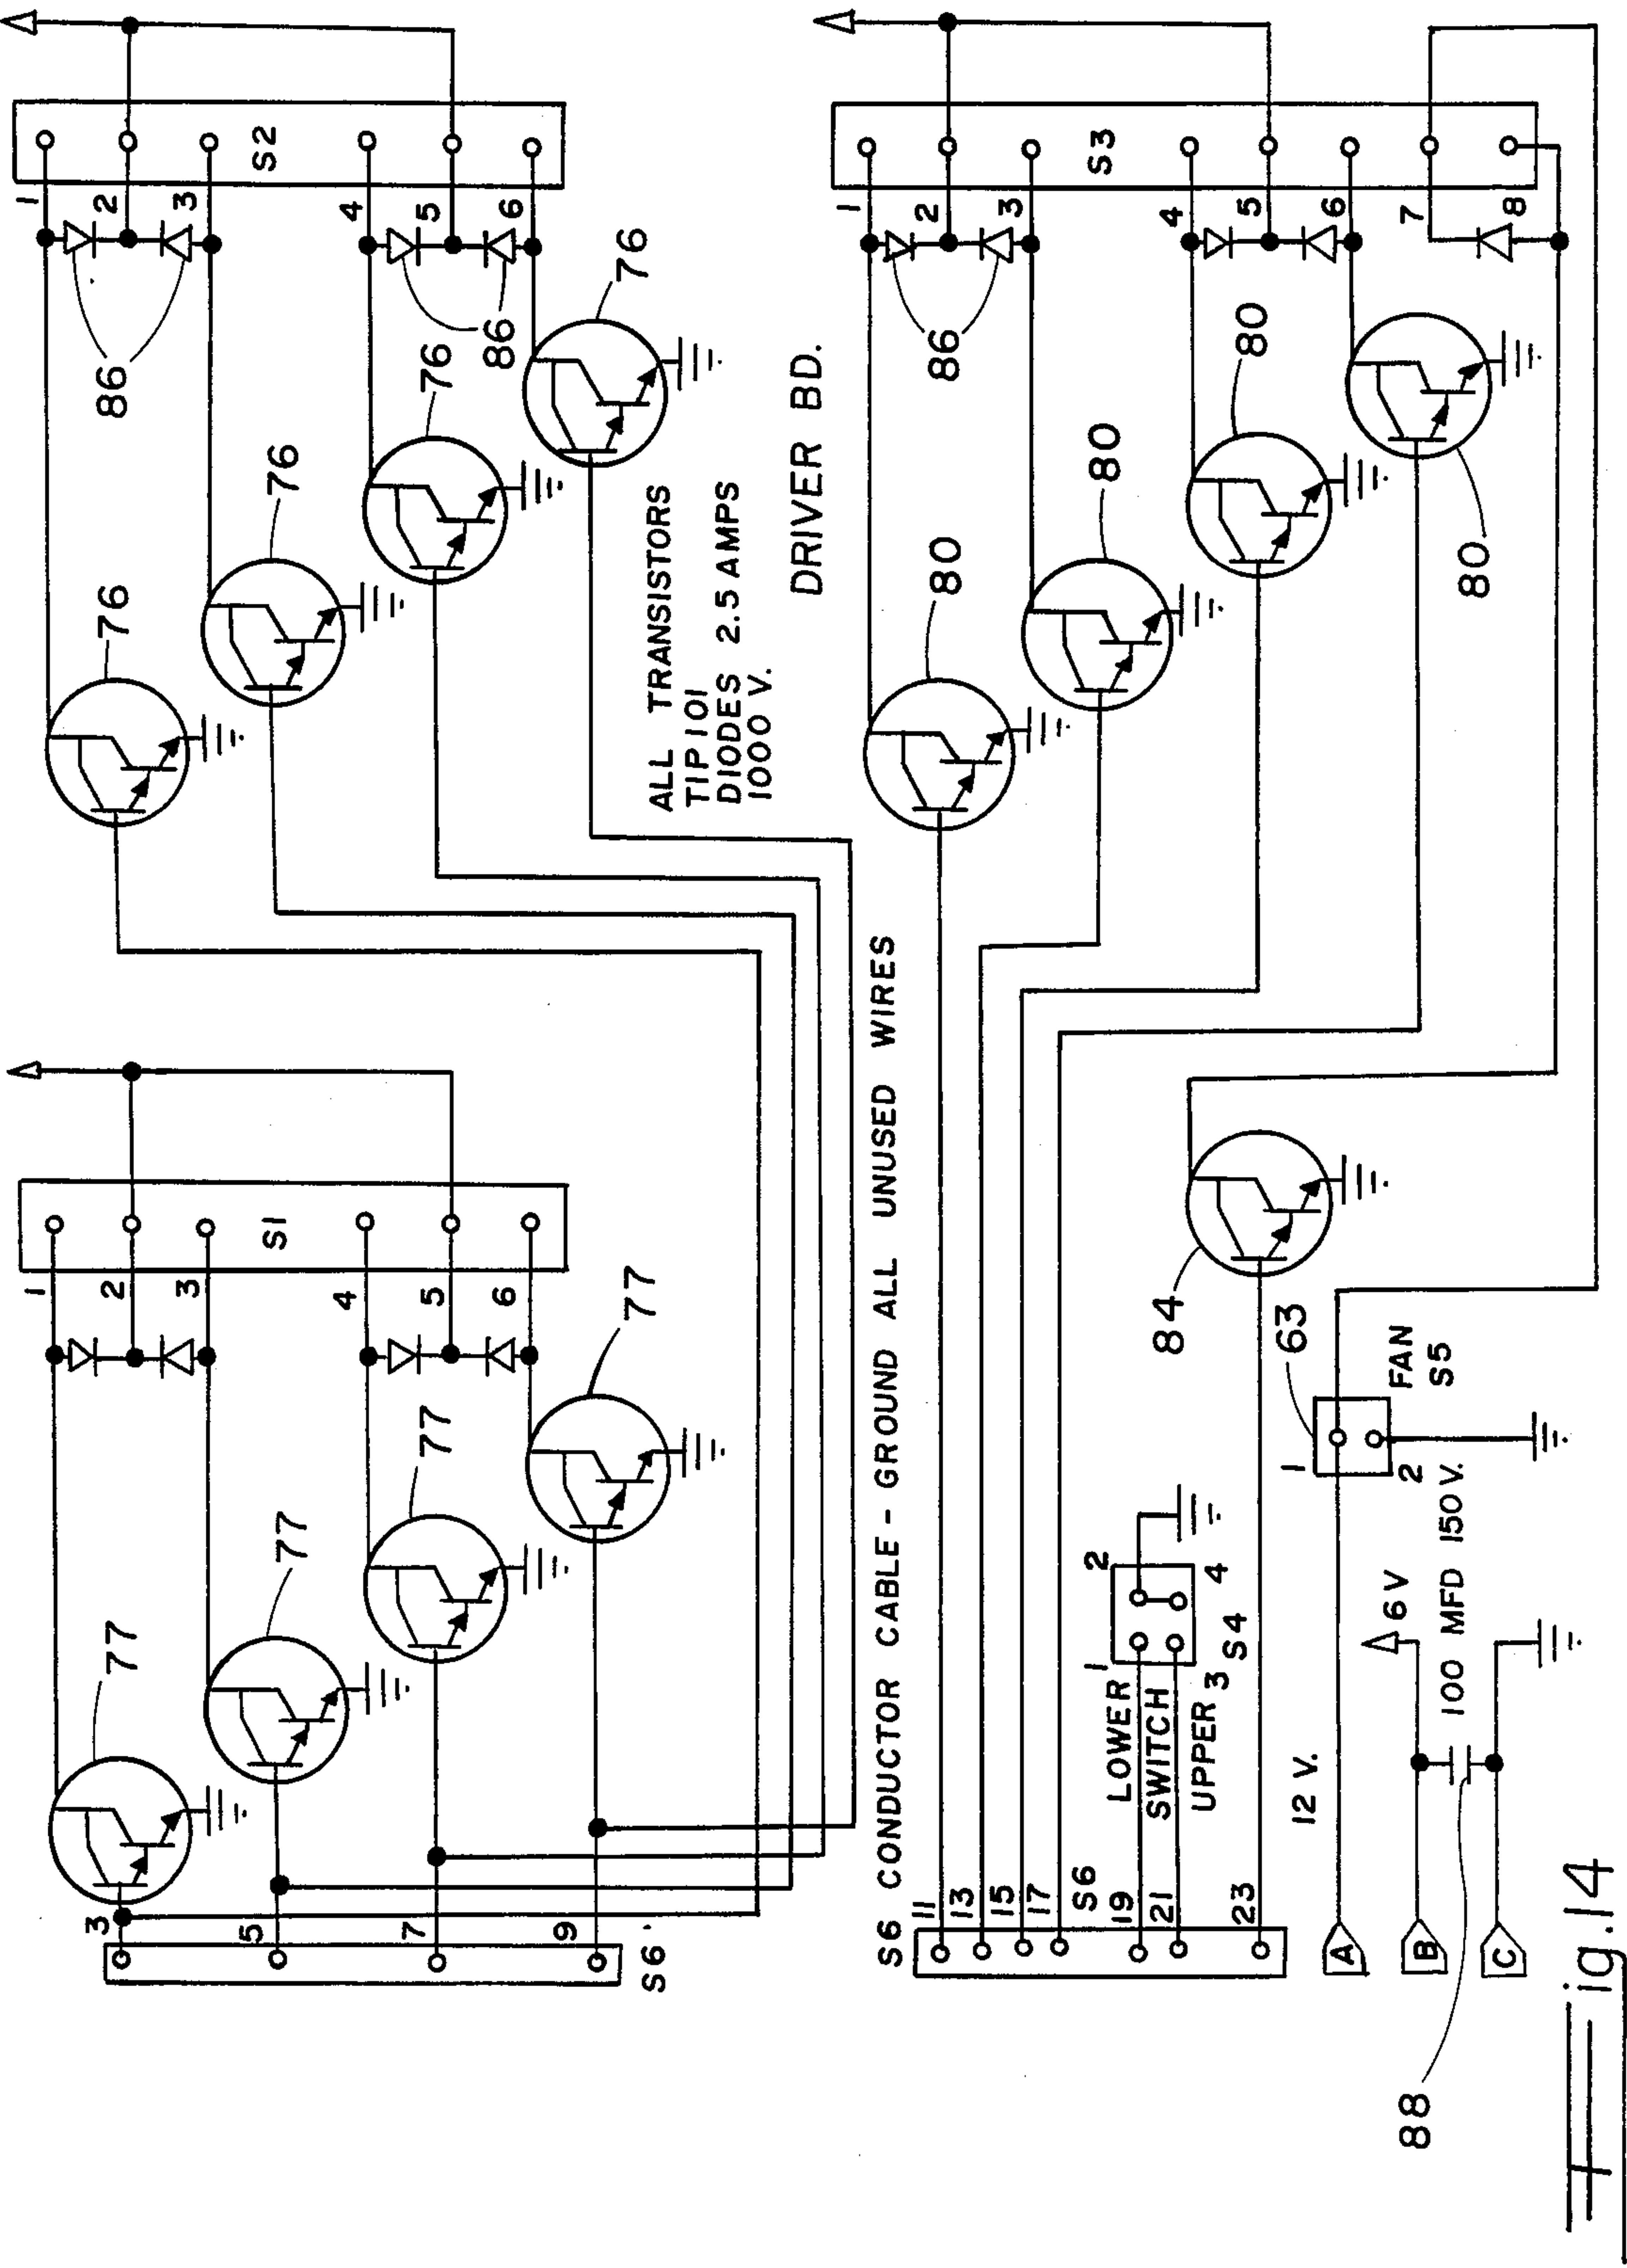 77
77
77
77
1
2
3
S1
4
5
6
3
5
7
9
S6
76
76
76
76
86
86
1
2
3
S2
4
5
6
ALL TRANSISTORS
TIP 101
DIODES 2.5 AMPS
1000 V.
DRIVER BD.
S6 CONDUCTOR CABLE - GROUND ALL UNUSED WIRES
11
13
15
17
S6
19
21
23
LOWER
SWITCH
UPPER
1
2
3
4
S4
84
80
80
80
80
86
1
2
3
S3
4
5
6
7
8
12 V.
63
1
2
FAN
S5
6V
100 MFD 150V.
A
B
C
88
Fig. 14